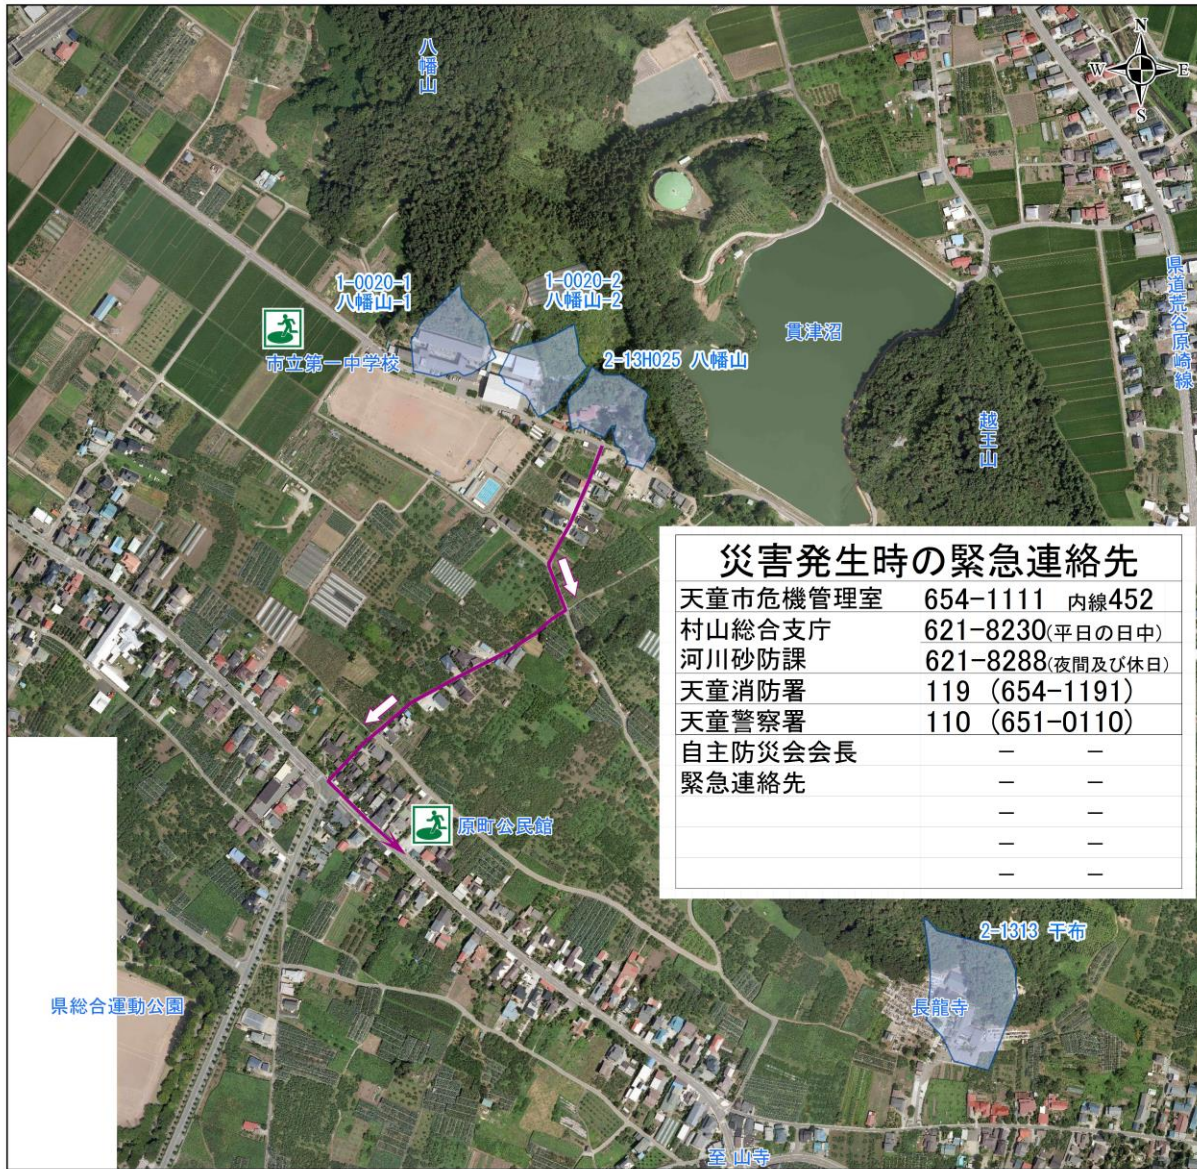 N
W E
S
八幡山
1-0020-1
八幡山-1
1-0020-2
八幡山-2
市立第一中学校
2-13H025 八幡山
貫津沼
越王山
県道荒谷原崎線
災害発生時の緊急連絡先
天童市危機管理室 654-1111 内線452
村山総合支庁 621-8230(平日の日中)
河川砂防課 621-8288(夜間及び休日)
天童消防署 119 (654-1191)
天童警察署 110 (651-0110)
自主防災会会長 － －
緊急連絡先 － －
－ －
－ －
－ －
原町公民館
2-1313 干布
長龍寺
県総合運動公園
至 山寺